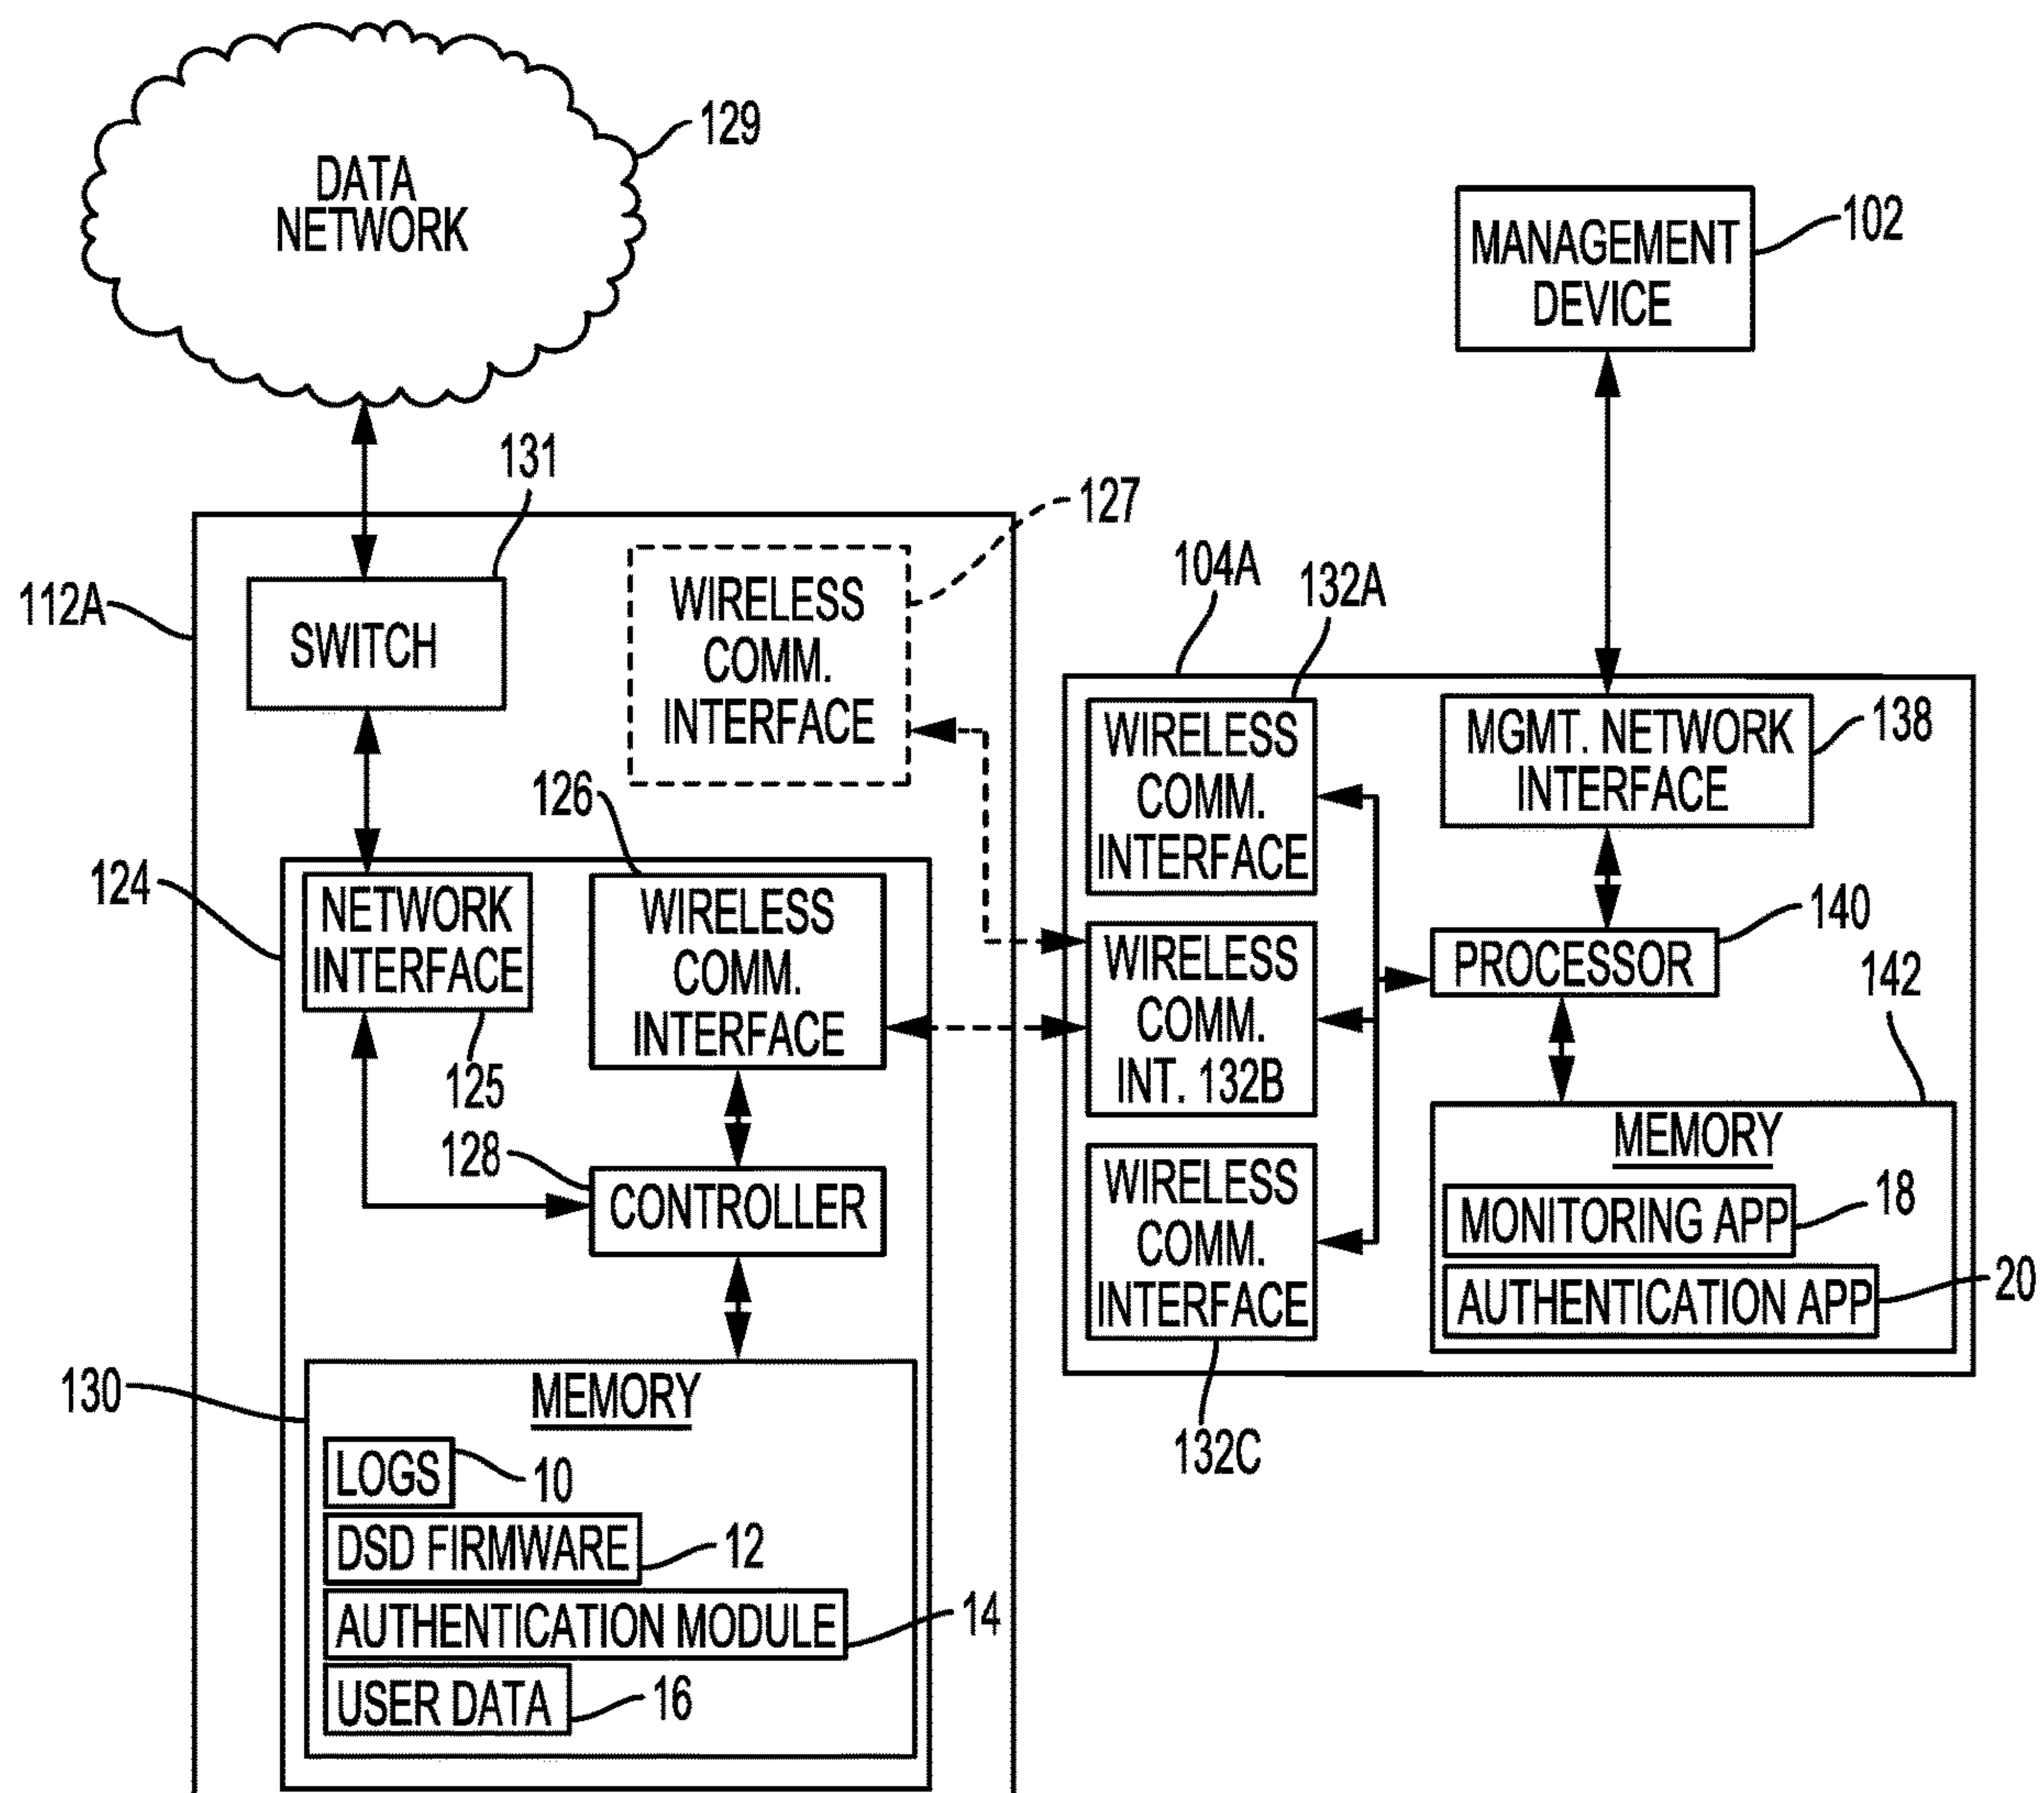 DATA
NETWORK
129
MANAGEMENT
DEVICE
102
131
127
112A
SWITCH
WIRELESS
COMM.
INTERFACE
104A
132A
WIRELESS
COMM.
INTERFACE
MGMT. NETWORK
INTERFACE
138
126
124
NETWORK
INTERFACE
125
WIRELESS
COMM.
INTERFACE
WIRELESS
COMM.
INT. 132B
PROCESSOR
140
142
128
CONTROLLER
WIRELESS
COMM.
INTERFACE
132C
MEMORY
MONITORING APP
18
AUTHENTICATION APP
20
130
MEMORY
LOGS
10
DSD FIRMWARE
12
AUTHENTICATION MODULE
14
USER DATA
16